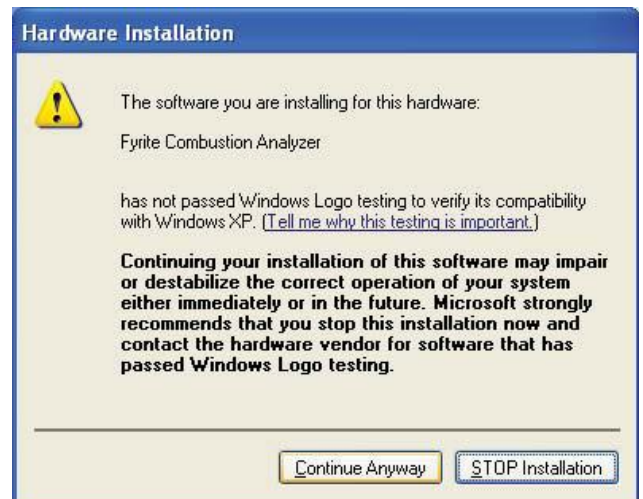 Hardware Installation
The software you are installing for this hardware:
Fyrite Combustion Analyzer
has not passed Windows Logo testing to verify its compatibility
with Windows XP. (Tell me why this testing is important.)
Continuing your installation of this software may impair
or destabilize the correct operation of your system
either immediately or in the future. Microsoft strongly
recommends that you stop this installation now and
contact the hardware vendor for software that has
passed Windows Logo testing.
Continue Anyway STOP Installation